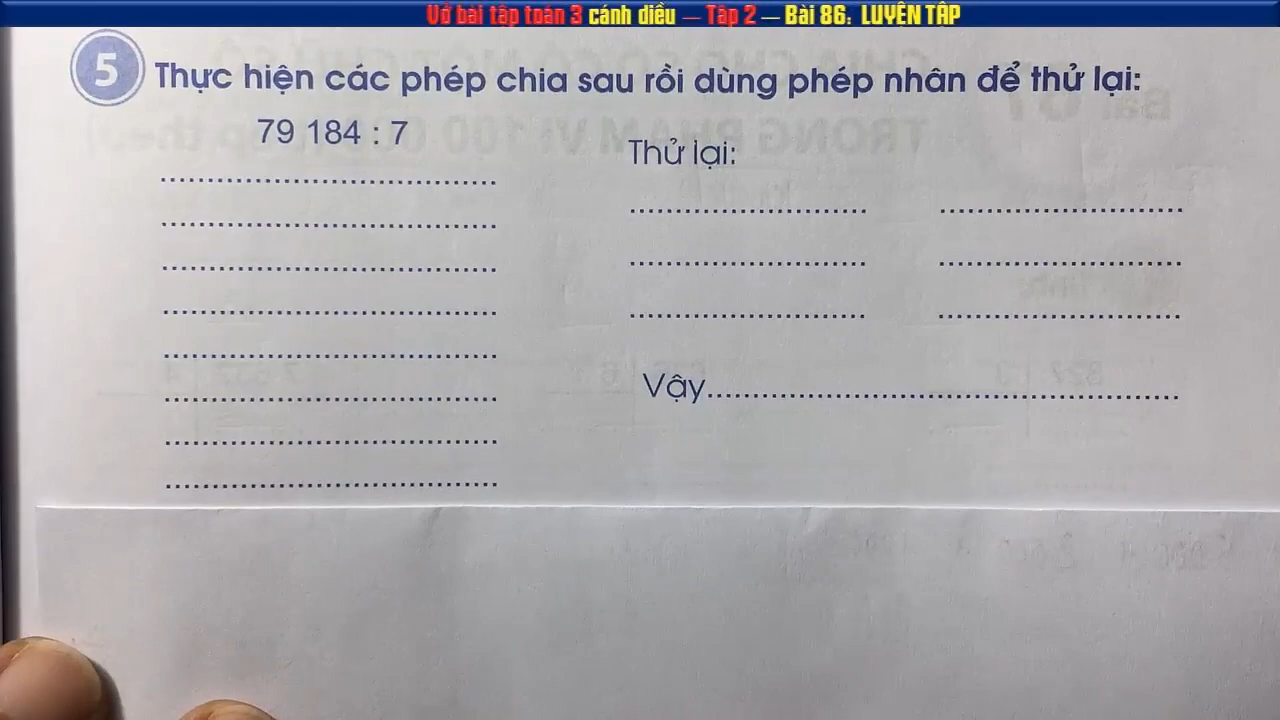 Vở bài tập toán 3 cánh diều – Tập 2 – Bài 86: LUYỆN TẬP
5 Thực hiện các phép chia sau rồi dùng phép nhân để thử lại:
79 184 : 7
Thử lại:
Vậy